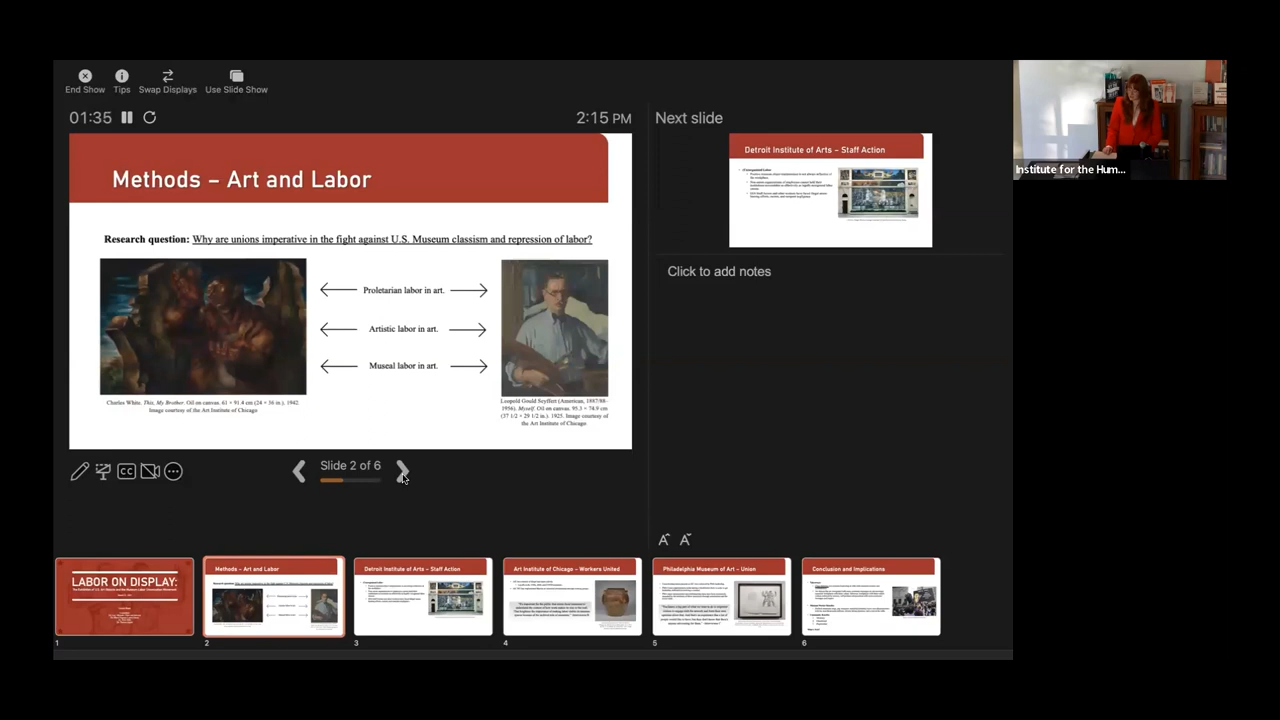 End Show
Tips
Swap Displays
Use Slide Show
01:35
2:15 PM
Methods – Art and Labor
Research question: Why are unions imperative in the fight against U.S. Museum classism and repression of labor?
Proletarian labor in art.
Artistic labor in art.
Museal labor in art.
Charles White. This, My Brother. Oil on canvas, 61 × 91.4 cm (24 × 36 in.). 1942
Image courtesy of the Art Institute of Chicago
Leopold Gould Seyffert (American, 1887/88-
1956). Myself. Oil on canvas. 95.3 × 74.9 cm
(37 1/2 × 29 1/2 in.). 1925. Image courtesy of
the Art Institute of Chicago
CC
Slide 2 of 6
Next slide
Detroit Institute of Arts – Staff Action
Click to add notes
A A
Institute for the Hum...
LABOR ON DISPLAY:
1
Methods – Art and Labor
2
Detroit Institute of Arts – Staff Action
3
Art Institute of Chicago – Workers United
4
Philadelphia Museum of Art – Union
5
Conclusion and Implications
6